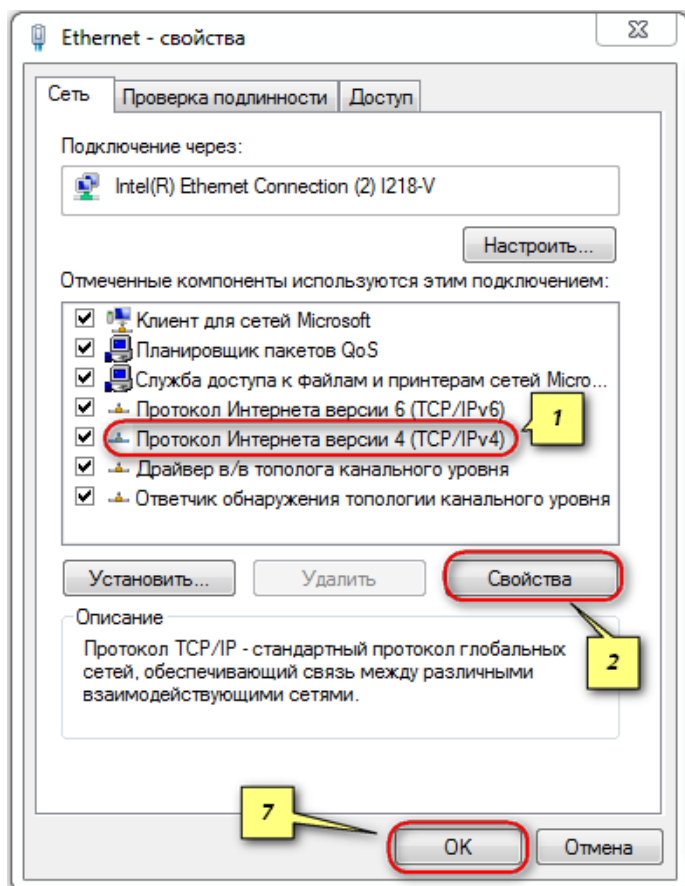 Ethernet - свойства
Сеть
Проверка подлинности
Доступ
Подключение через:
Intel(R) Ethernet Connection (2) I218-V
Настроить...
Отмеченные компоненты используются этим подключением:
Клиент для сетей Microsoft
Планировщик пакетов QoS
Служба доступа к файлам и принтерам сетей Micro...
Протокол Интернета версии 6 (TCP/IPv6)
1
Протокол Интернета версии 4 (TCP/IPv4)
Драйвер в/в тополога канального уровня
Ответчик обнаружения топологии канального уровня
Установить...
Удалить
Свойства
Описание
2
Протокол TCP/IP - стандартный протокол глобальных
сетей, обеспечивающий связь между различными
взаимодействующими сетями.
7
OK
Отмена